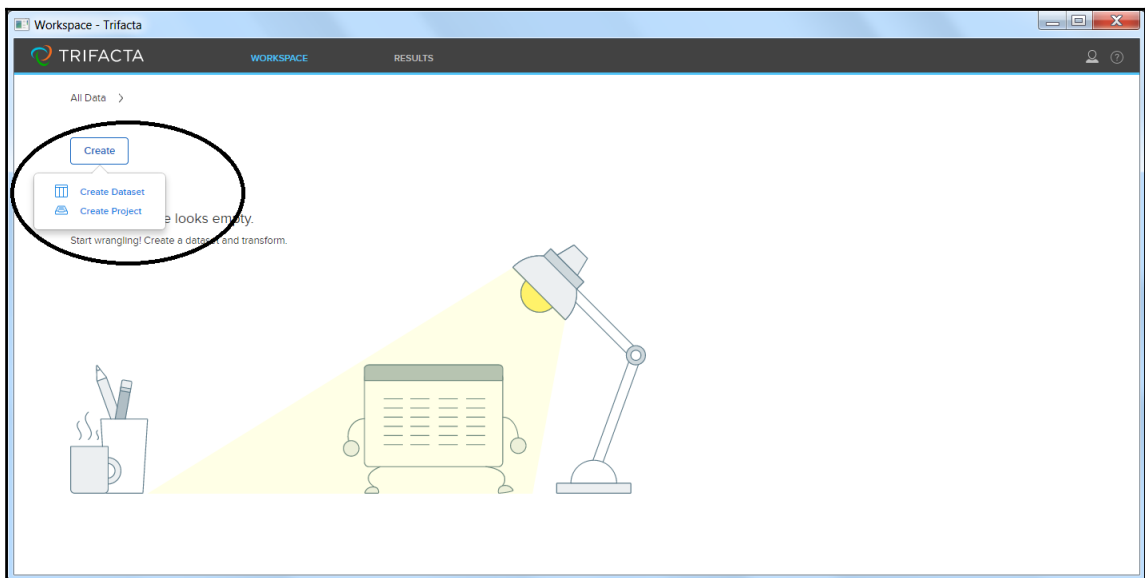 Workspace - Trifacta
TRIFACTA WORKSPACE RESULTS
All Data >
Create
Create Dataset
Create Project
looks empty.
Start wrangling! Create a dataset and transform.